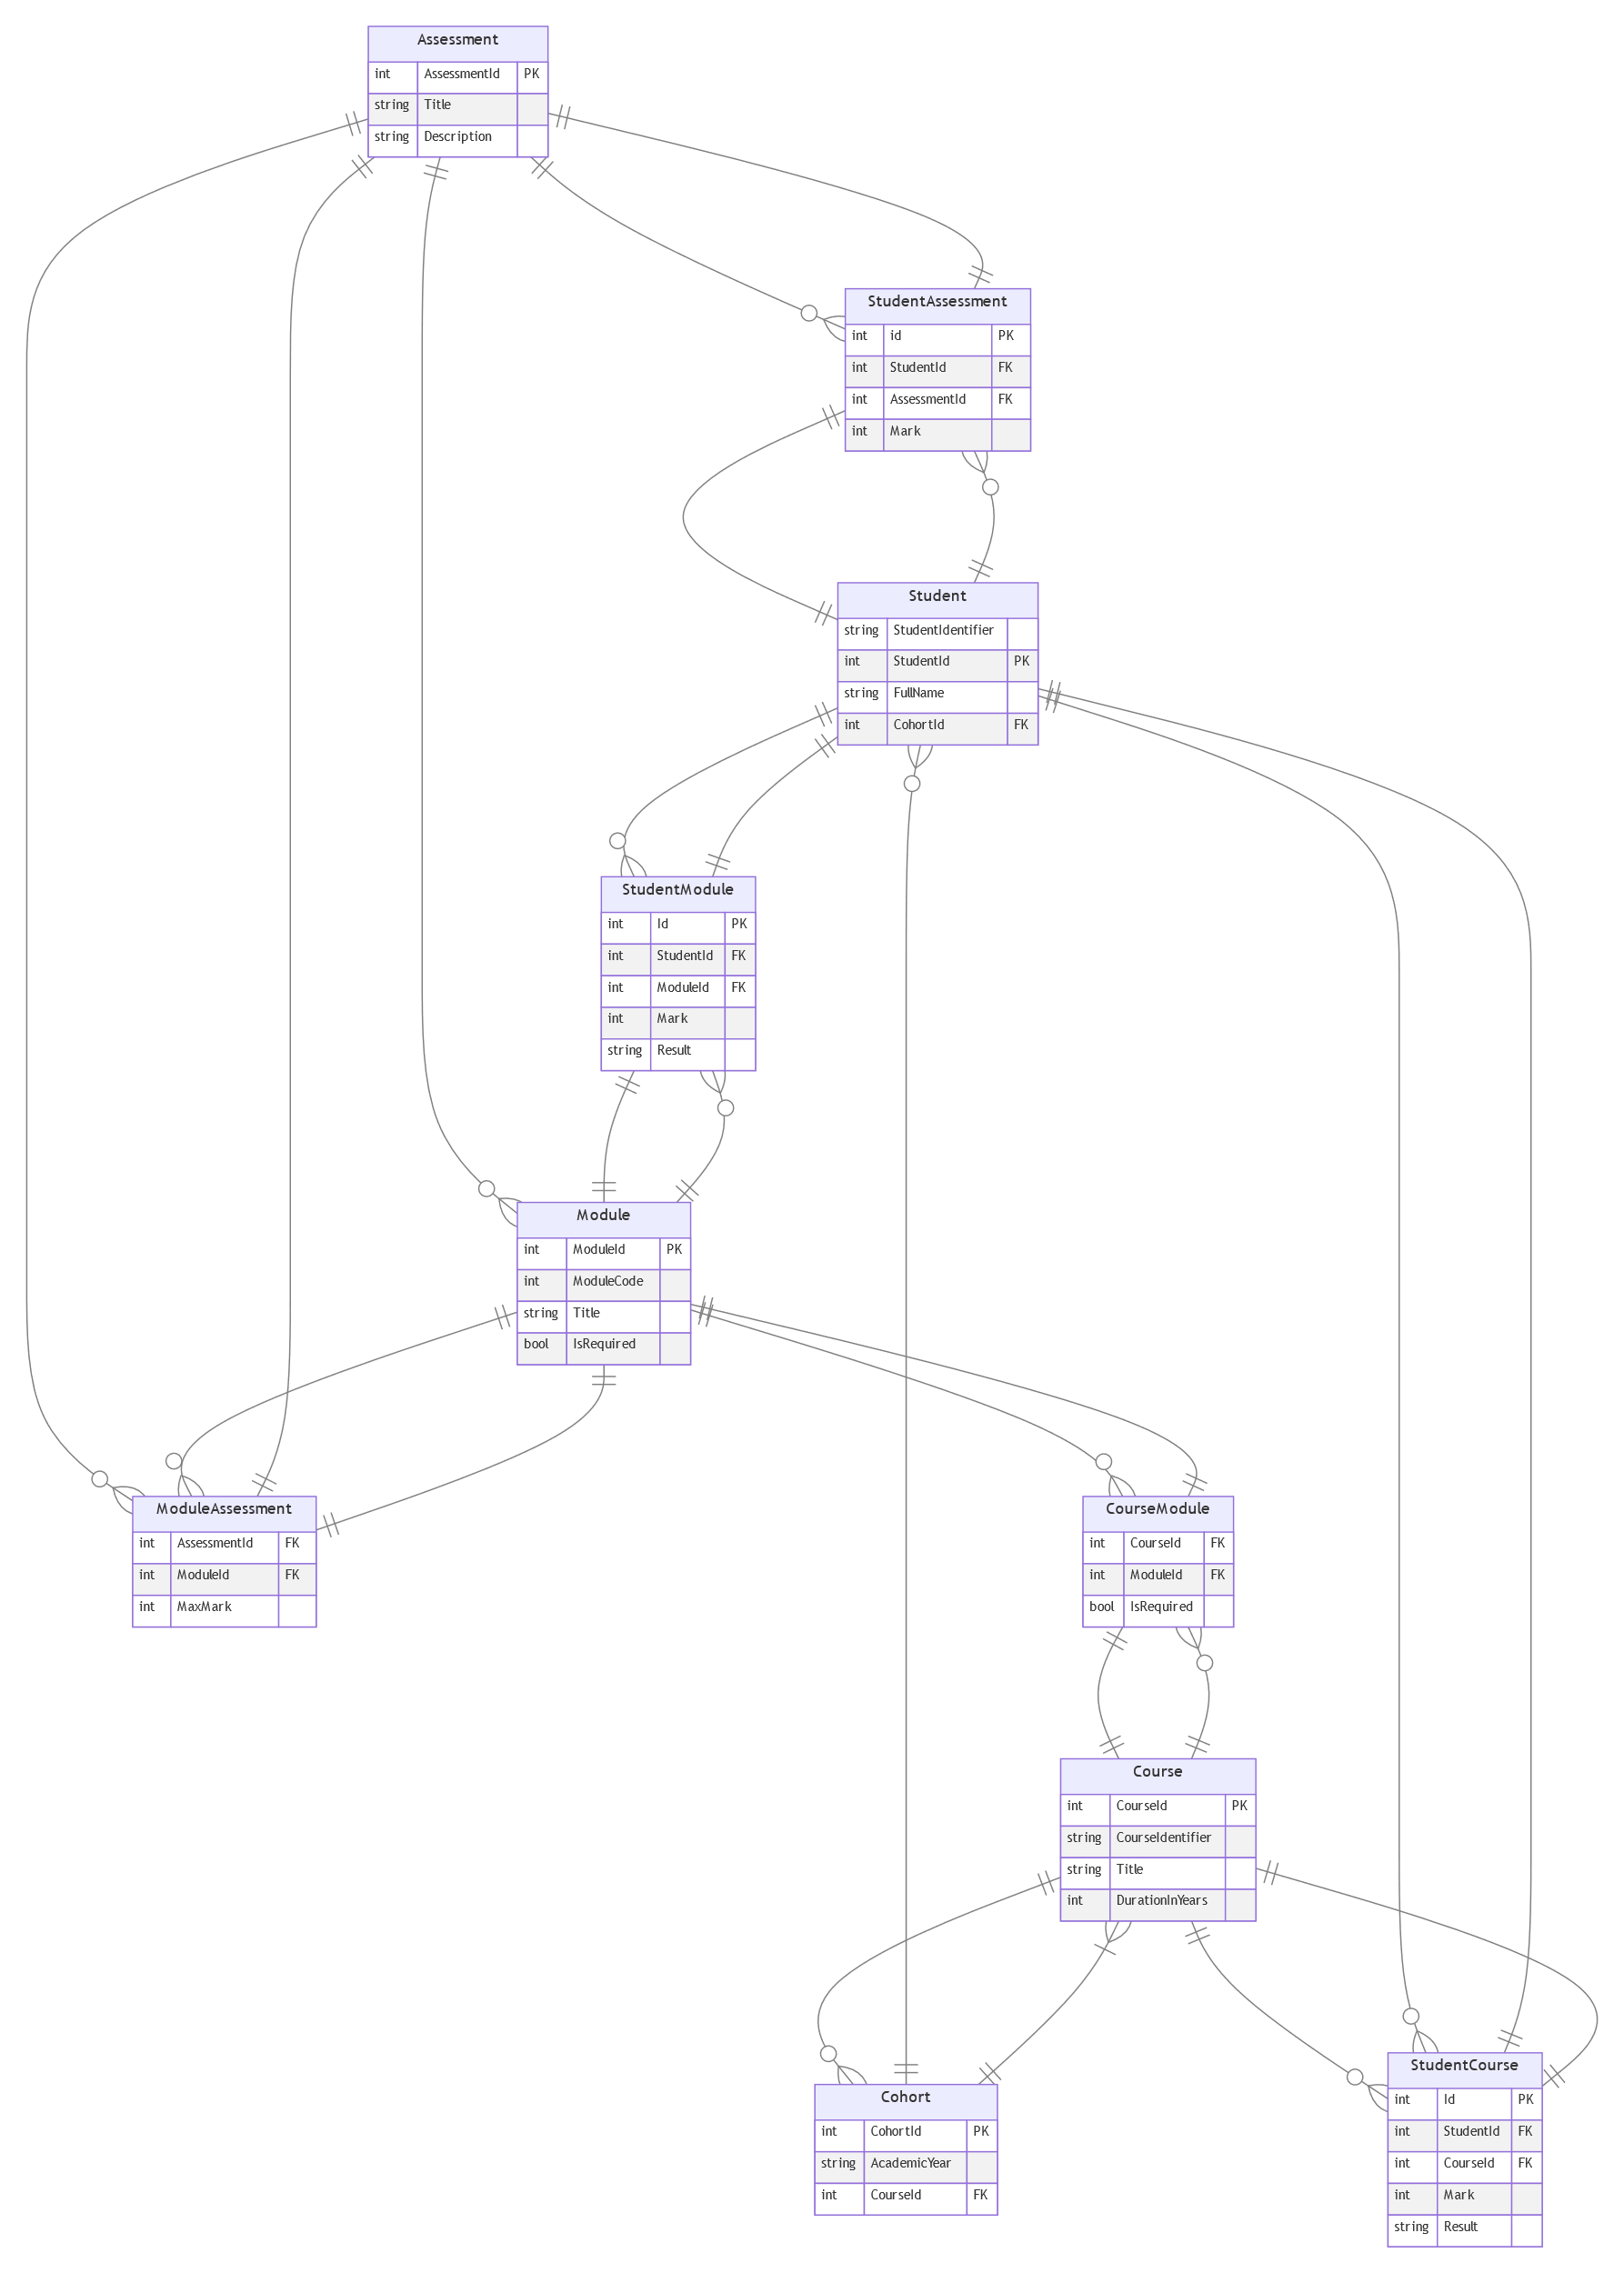 Assessment
int AssessmentId PK
string Title
string Description
StudentAssessment
int id PK
int StudentId FK
int AssessmentId FK
int Mark
Student
string StudentIdentifier
int StudentId PK
string FullName
int CohortId FK
StudentModule
int Id PK
int StudentId FK
int ModuleId FK
int Mark
string Result
Module
int ModuleId PK
int ModuleCode
string Title
bool IsRequired
ModuleAssessment
int AssessmentId FK
int ModuleId FK
int MaxMark
CourseModule
int CourseId FK
int ModuleId FK
bool IsRequired
Course
int CourseId PK
string CourseIdentifier
string Title
int DurationInYears
Cohort
int CohortId PK
string AcademicYear
int CourseId FK
StudentCourse
int Id PK
int StudentId FK
int CourseId FK
int Mark
string Result